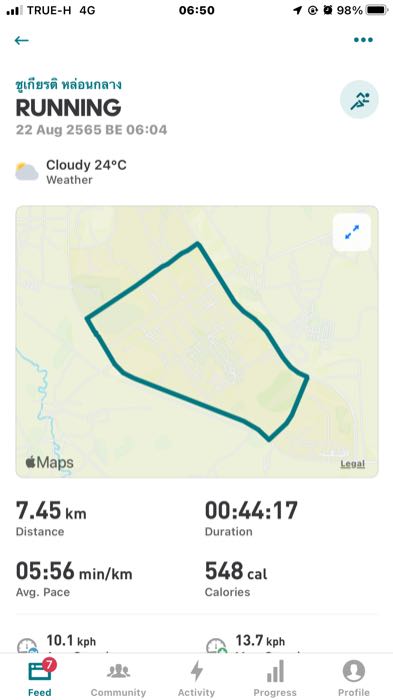 TRUE-H 4G 06:50 98%
ชูเกียรติ หล่อนกลาง
RUNNING
22 Aug 2565 BE 06:04
Cloudy 24°C
Weather
Maps
Legal
7.45 km 00:44:17
Distance Duration
05:56 min/km 548 cal
Avg. Pace Calories
10.1 kph 13.7 kph
7
Feed Community Activity Progress Profile